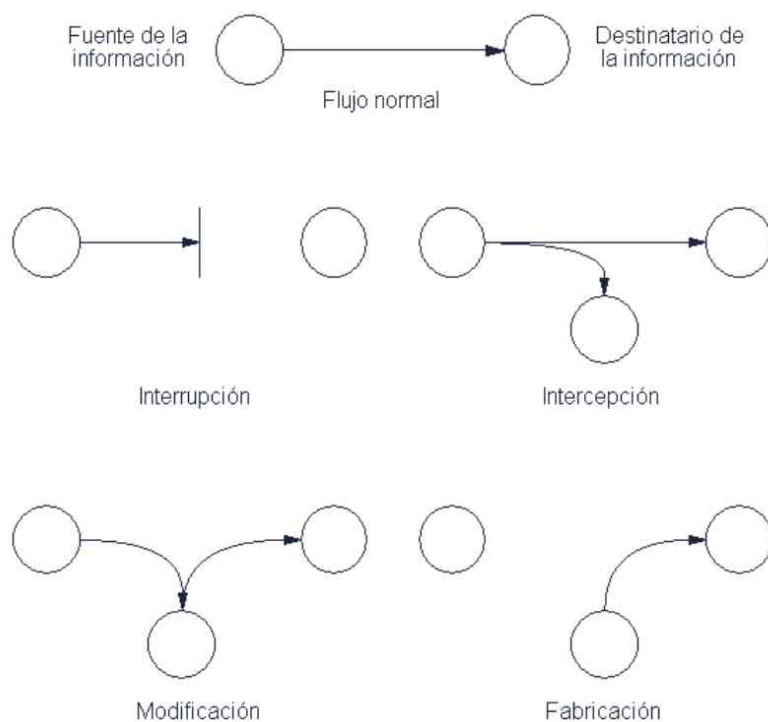 Fuente de la
información
Destinatario de
la información
Flujo normal
Interrupción
Intercepción
Modificación
Fabricación